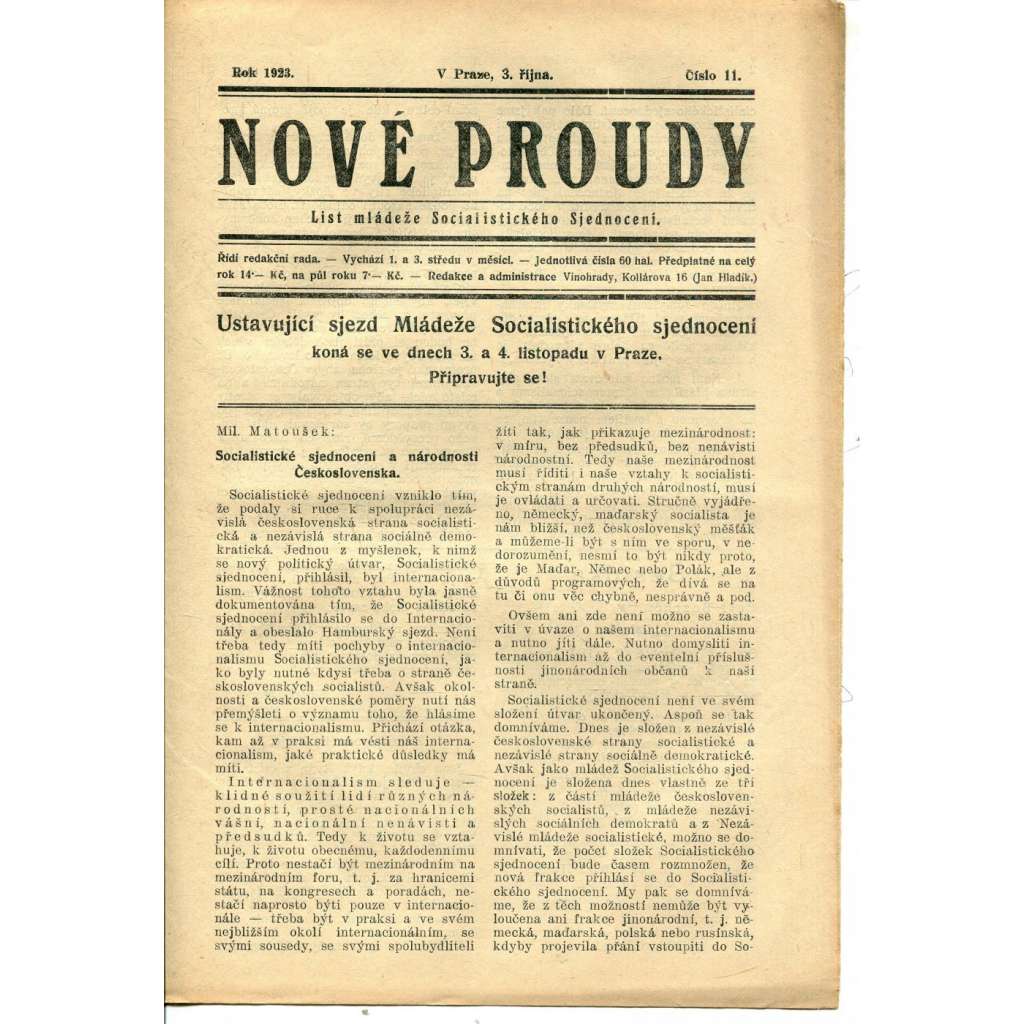 Rok 1923. V Praze, 3. října. Číslo 11.
NOVÉ PROUDY
List mládeže Socialistického Sjednocení.
Řídí redakční rada. — Vychází 1. a 3. středu v měsíci. — Jednotlivá čísla 60 hal. Předplatné na celý
rok 14·— Kč, na půl roku 7·— Kč. — Redakce a administrace Vinohrady, Kollárova 16 (Jan Hladík.)
Ustavující sjezd Mládeže Socialistického sjednocení
koná se ve dnech 3. a 4. listopadu v Praze.
Připravujte se!
Mil. Matoušek:
Socialistické sjednocení a národnosti
Československa.
Socialistické sjednocení vzniklo tím,
že podaly si ruce k spolupráci nezá-
vislá československá strana socialisti-
cká a nezávislá strana sociálně demo-
kratická. Jednou z myšlenek, k nimž
se nový politický útvar, Socialistické
sjednocení, přihlásil, byl internaciona-
lism. Vážnost tohoto vztahu byla jasně
dokumentována tím, že Socialistické
sjednocení přihlásilo se do Internacio-
nály a obeslalo Hamburský sjezd. Není
třeba tedy míti pochyby o internacio-
nalismu Socialistického sjednocení, ja-
ko byly nutné kdysi třeba o straně če-
skoslovenských socialistů. Avšak okol-
nosti a československé poměry nutí nás
přemýšleti o významu toho, že hlásíme
se k internacionalismu. Přichází otázka,
kam až v praksi má vésti náš interna-
cionalism, jaké praktické důsledky má
míti.
Internacionalism sleduje —
klidné soužití lidí různých ná-
rodností, prosté nacionálních
vášní, nacionální nenávisti a
předsudků. Tedy k životu se vzta-
huje, k životu obecnému, každodennímu
cílí. Proto nestačí být mezinárodním na
mezinárodním foru, t. j. za hranicemi
státu, na kongresech a poradách, ne-
stačí naprosto býti pouze v internacio-
nále — třeba být v praksi a ve svém
nejbližším okolí internacionálním, se
svými sousedy, se svými spolubydliteli
žíti tak, jak přikazuje mezinárodnost:
v míru, bez předsudků, bez nenávisti
národnostní. Tedy naše mezinárodnost
musí říditi i naše vztahy k socialisti-
ckým stranám druhých národností, musí
je ovládati a určovati. Stručně vyjádře-
no, německý, maďarský socialista je
nám bližší, než československý měšťák
a můžeme-li být s ním ve sporu, v ne-
dorozumění, nesmí to být nikdy proto,
že je Maďar, Němec nebo Polák, ale z
důvodů programových, že dívá se na
tu či onu věc chybně, nesprávně a pod.
Ovšem ani zde není možno se zasta-
viti v úvaze o našem internacionalismu
a nutno jíti dále. Nutno domysliti in-
ternacionalism až do eventelní přísluš-
nosti jinonárodních občanů k naší
straně.
Socialistické sjednocení není ve svém
složení útvar ukončený. Aspoň se tak
domníváme. Dnes je složen z nezávislé
československé strany socialistické a
nezávislé strany sociálně demokratické.
Avšak jako mládež Socialistického sjed-
nocení je složena dnes vlastně ze tří
složek: z částí mládeže českosloven-
ských socialistů, z mládeže nezávi-
slých sociálních demokratů a z Nezá-
vislé mládeže socialistické, možno se do-
mnívati, že počet složek Socialistického
sjednocení bude časem rozmnožen, že
nová frakce přihlásí se do Socialisti-
ckého sjednocení. My pak se domnívá-
me, že z těch možností nemůže být vy-
loučena ani frakce jinonárodní, t. j. ně-
mecká, maďarská, polská nebo rusínská,
kdyby projevila přání vstoupiti do So-